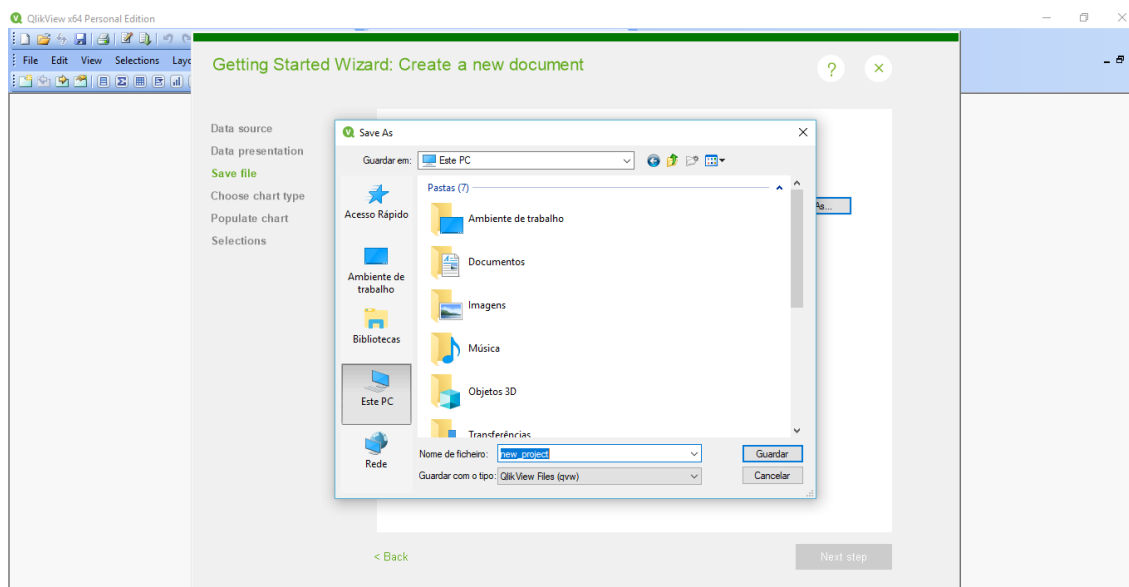 QlikView x64 Personal Edition
File Edit View Selections
Getting Started Wizard: Create a new document
?
Data source
Data presentation
Save file
Choose chart type
Populate chart
Selections
Save As
Guardar em: Este PC
Acesso Rápido
Ambiente de
trabalho
Bibliotecas
Este PC
Rede
Pastas (7)
Ambiente de trabalho
Documentos
Imagens
Música
Objetos 3D
Transferências
As...
Nome de ficheiro: new_project
Guardar
Guardar com o tipo: QlikView Files (qvw)
Cancelar
< Back
Next step